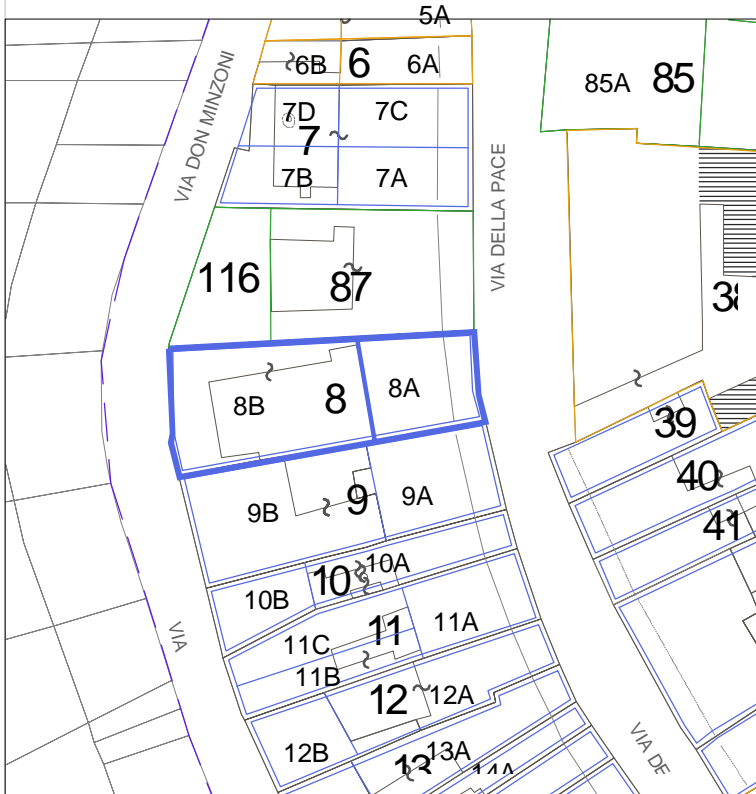 5A
6B 6 6A
85A 85
VIA DON MINZONI
7D 7C
7
7B 7A
VIA DELLA PACE
116 87
38
8B 8 8A
39
40
9B 9 9A
41
10 10A
10B
11C 11 11A
VIA
11B
12 12A
12B
13 13A
14A
VIA DE